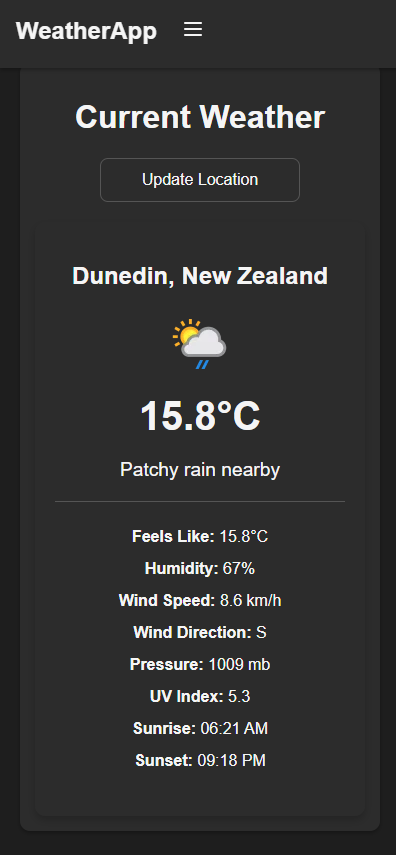 WeatherApp
Current Weather
Update Location
Dunedin, New Zealand
15.8°C
Patchy rain nearby
Feels Like: 15.8°C
Humidity: 67%
Wind Speed: 8.6 km/h
Wind Direction: S
Pressure: 1009 mb
UV Index: 5.3
Sunrise: 06:21 AM
Sunset: 09:18 PM